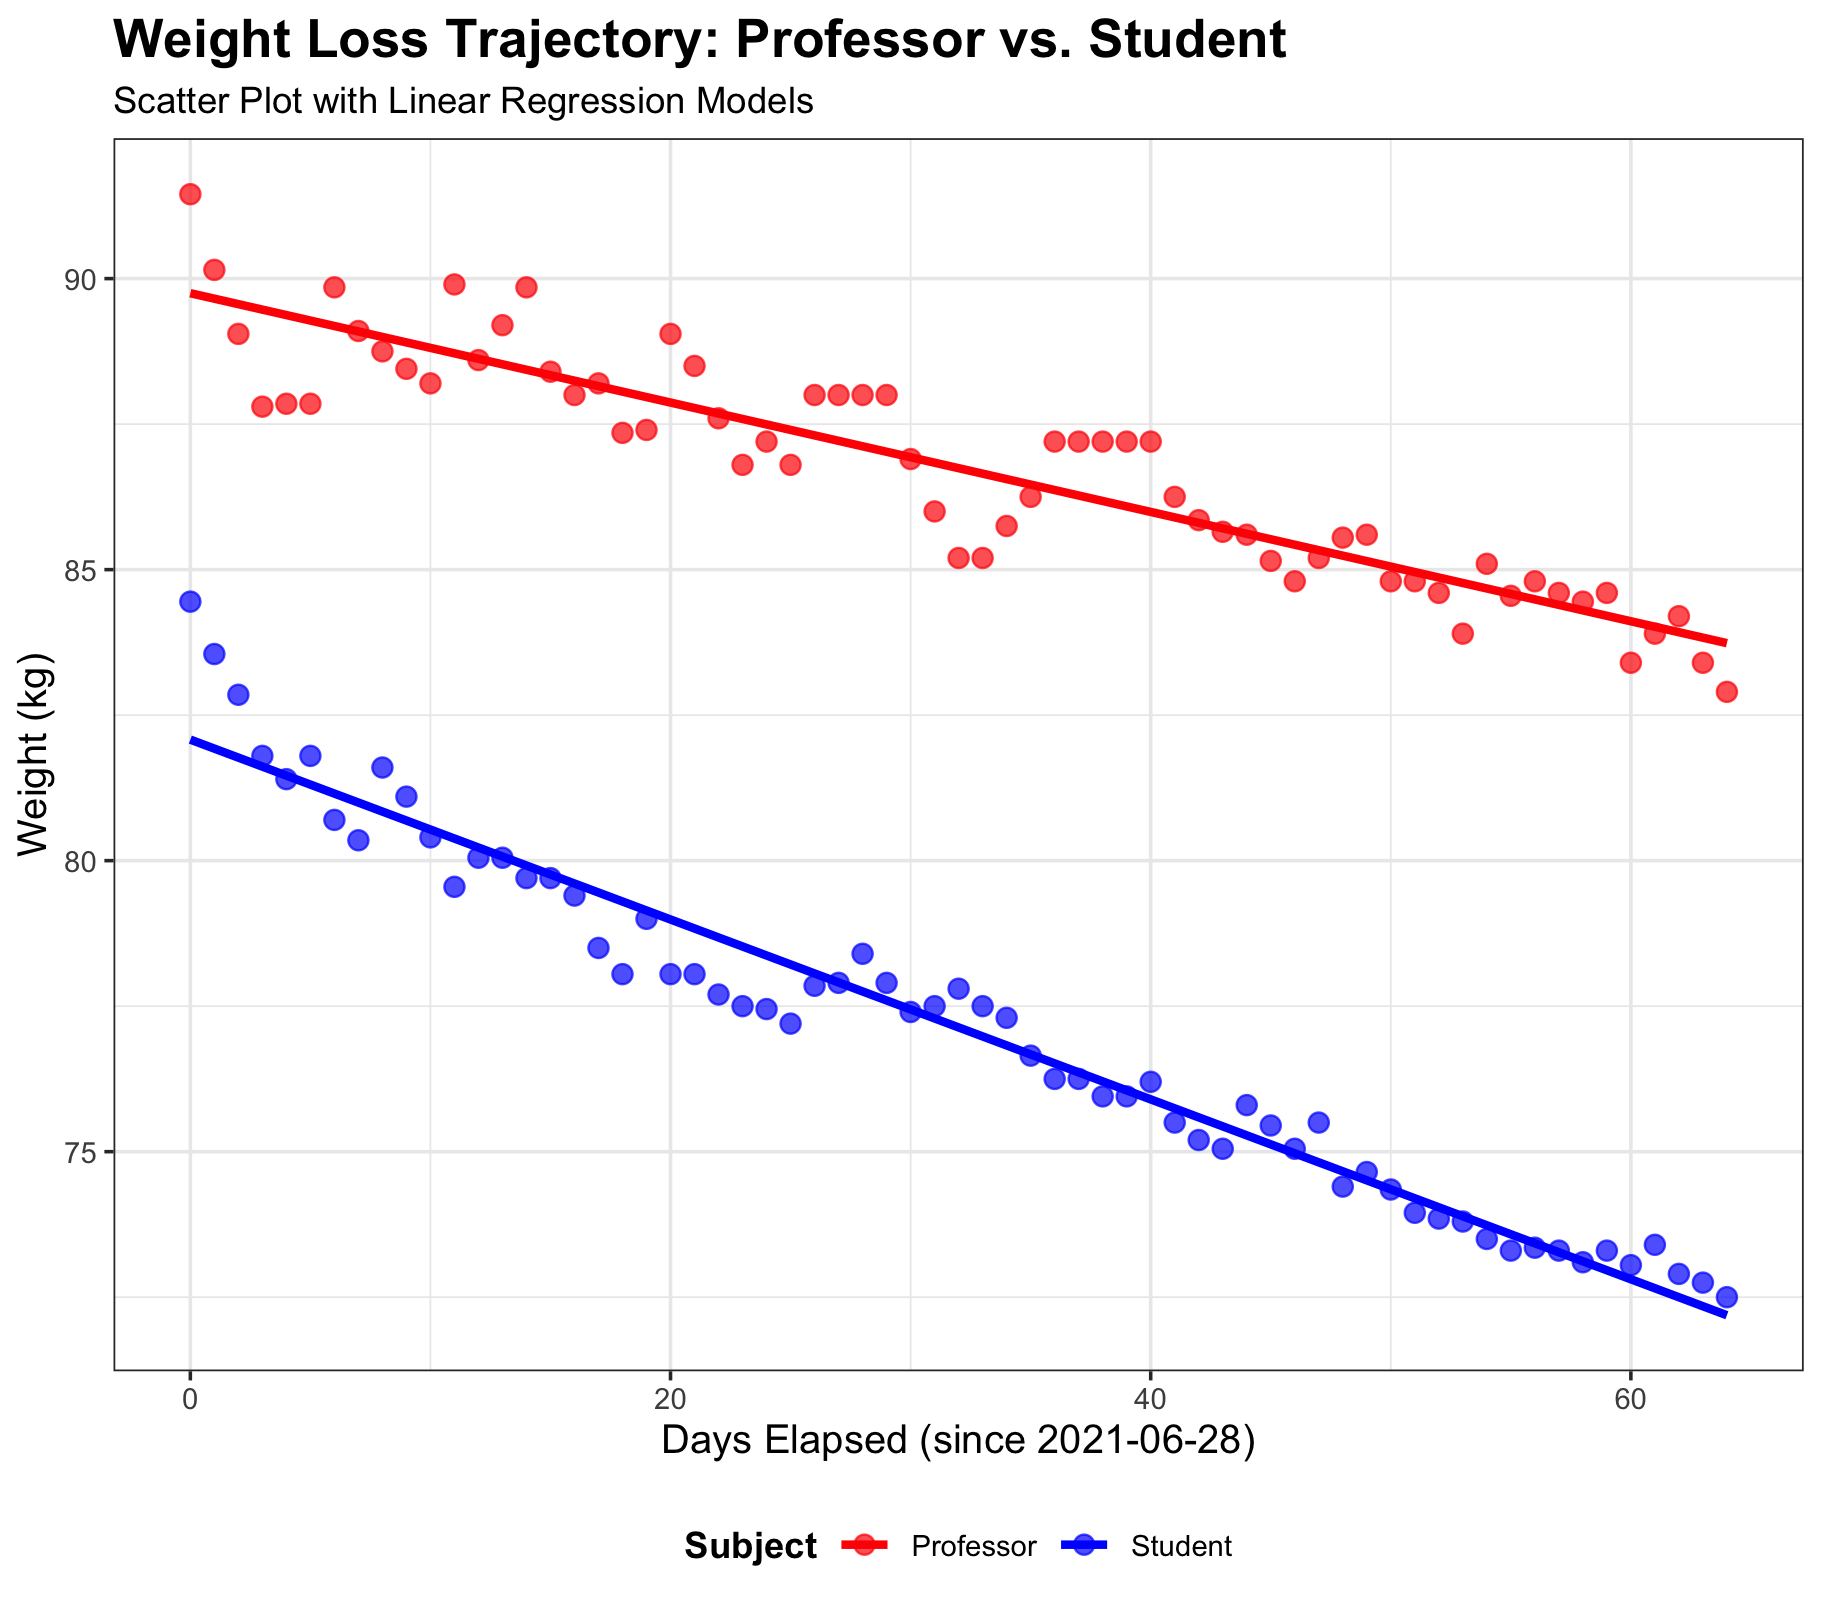 Weight Loss Trajectory: Professor vs. Student
Scatter Plot with Linear Regression Models
Weight (kg)
90
85
80
75
0 20 40 60
Days Elapsed (since 2021-06-28)
Subject Professor Student